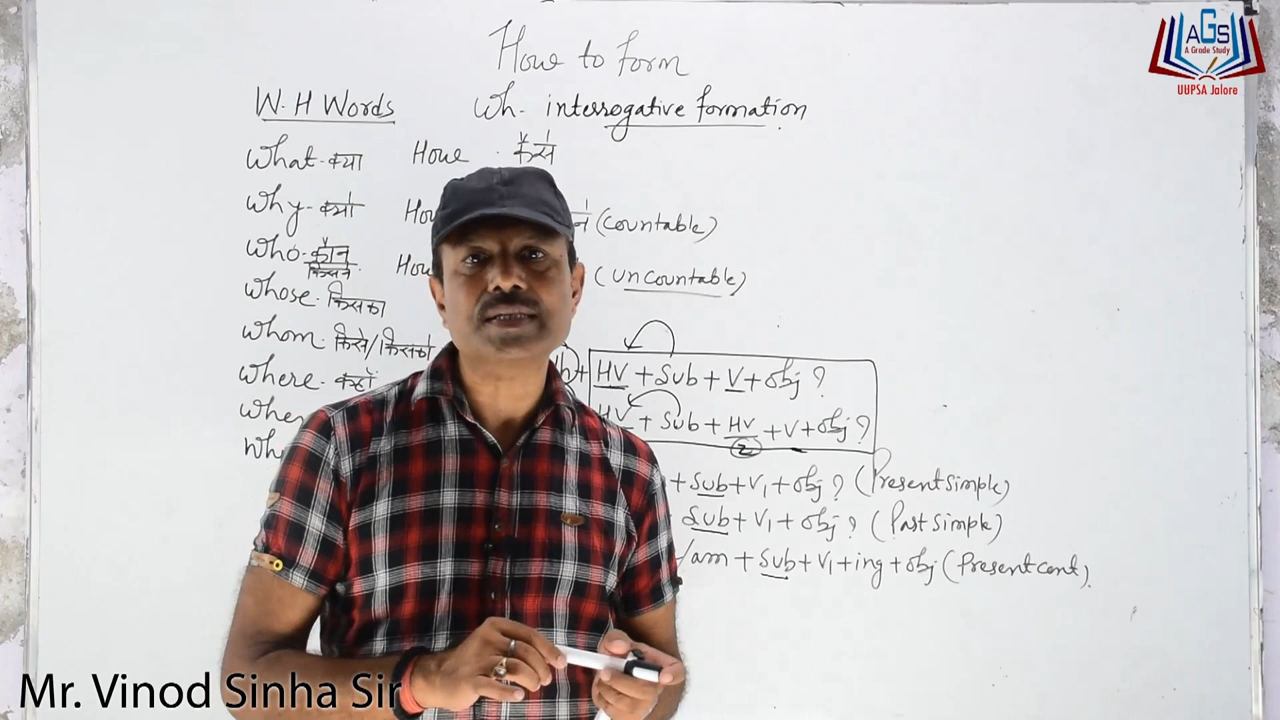 How to form
W.H Words
Wh- interrogative formation
What - क्या
How - कैसे
Why - क्यों
(Countable)
Who - कौन
किसने
(Uncountable)
Whose - किसका
Whom - किसे/किसको
Where - कहाँ
+ HV + Sub + V + Obj ?
HV + Sub + HV + V + Obj ?
2
+ Sub + V1 + Obj ? (Present Simple)
Sub + V1 + Obj ? (Past Simple)
/am + Sub + V1 + ing + Obj (Present Cont).
AGS
A Grade Study
UUPSA Jalore
Mr. Vinod Sinha Sir